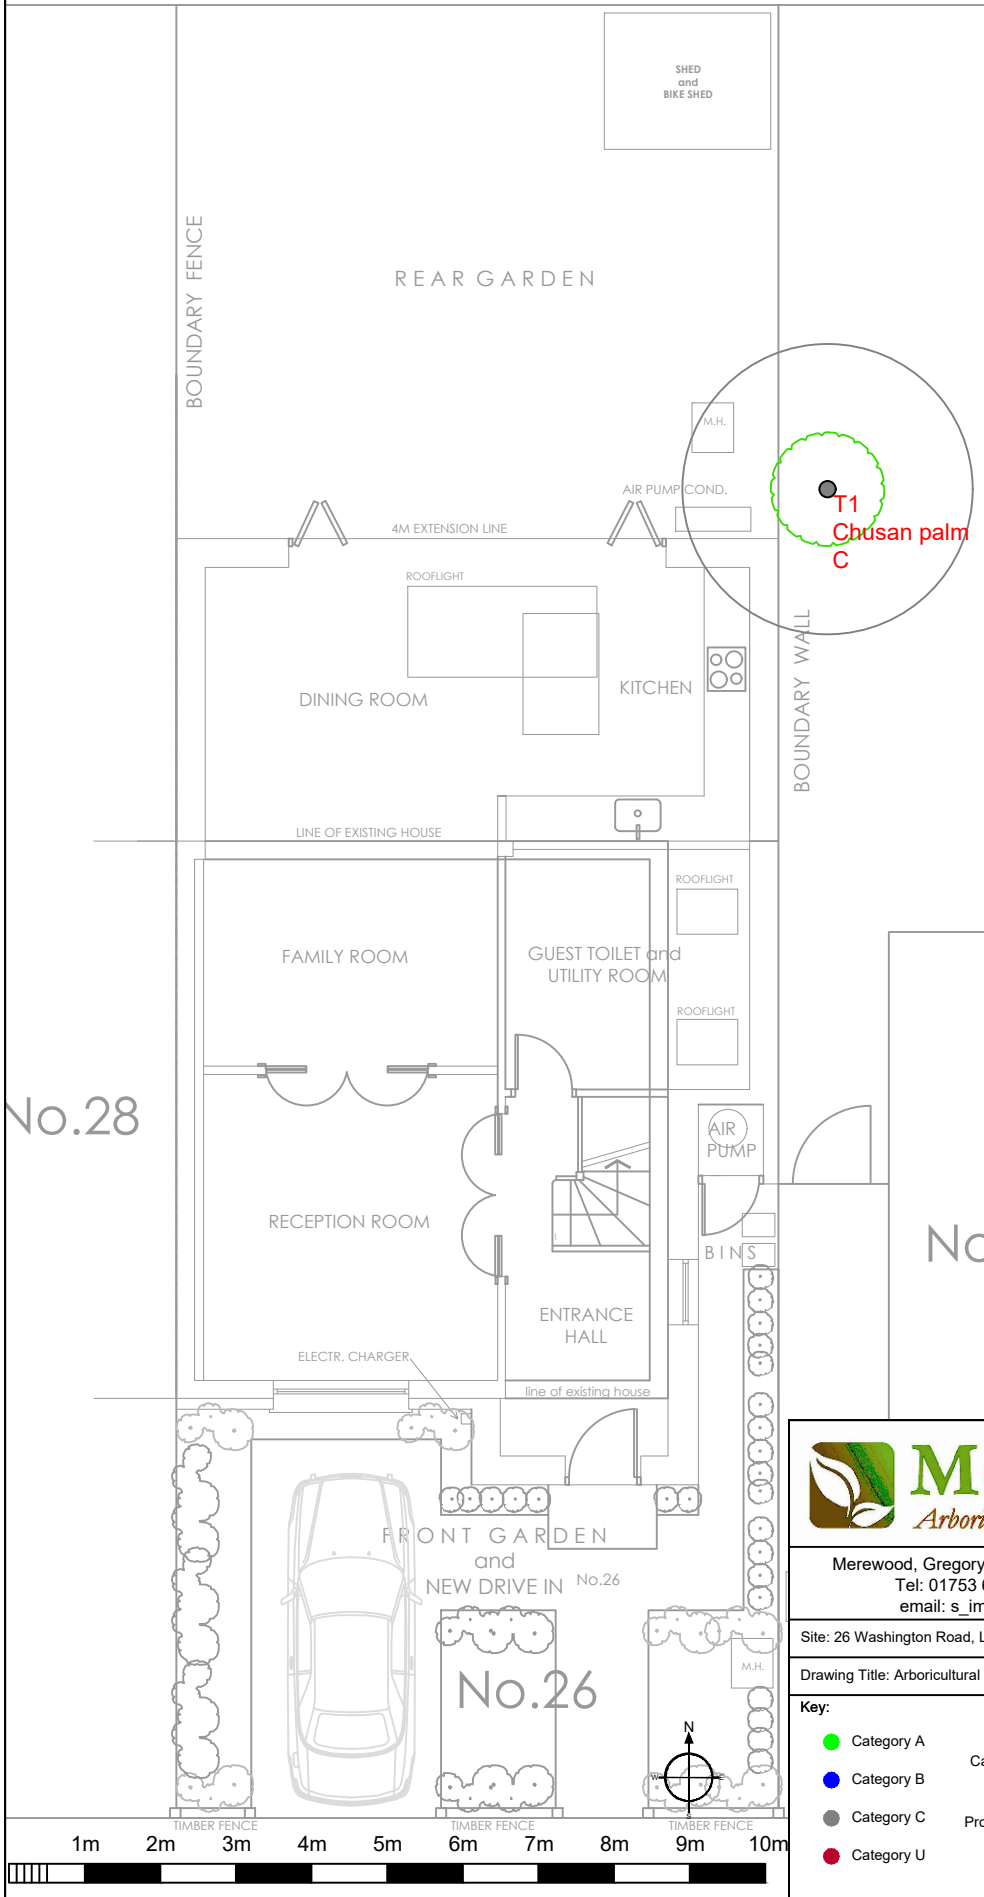 SHED
and
BIKE SHED
BOUNDARY FENCE
REAR GARDEN
M.H.
AIR PUMP COND.
T1
Chusan palm
C
4M EXTENSION LINE
ROOFLIGHT
BOUNDARY WALL
KITCHEN
DINING ROOM
LINE OF EXISTING HOUSE
ROOFLIGHT
FAMILY ROOM
GUEST TOILET and
UTILITY ROOM
ROOFLIGHT
No.28
AIR
PUMP
RECEPTION ROOM
BINS
ENTRANCE
HALL
ELECTR. CHARGER
line of existing house
FRONT GARDEN
and
NEW DRIVE IN
No.26
No.26
M.H.
N
W
S
TIMBER FENCE
TIMBER FENCE
TIMBER FENCE
1m 2m 3m 4m 5m 6m 7m 8m 9m 10m
Merewood, Gregory
Tel: 01753
email:
Site: 26 Washington Road,
Drawing Title: Arboricultural
Key:
Category A
Category B
Category C
Category U